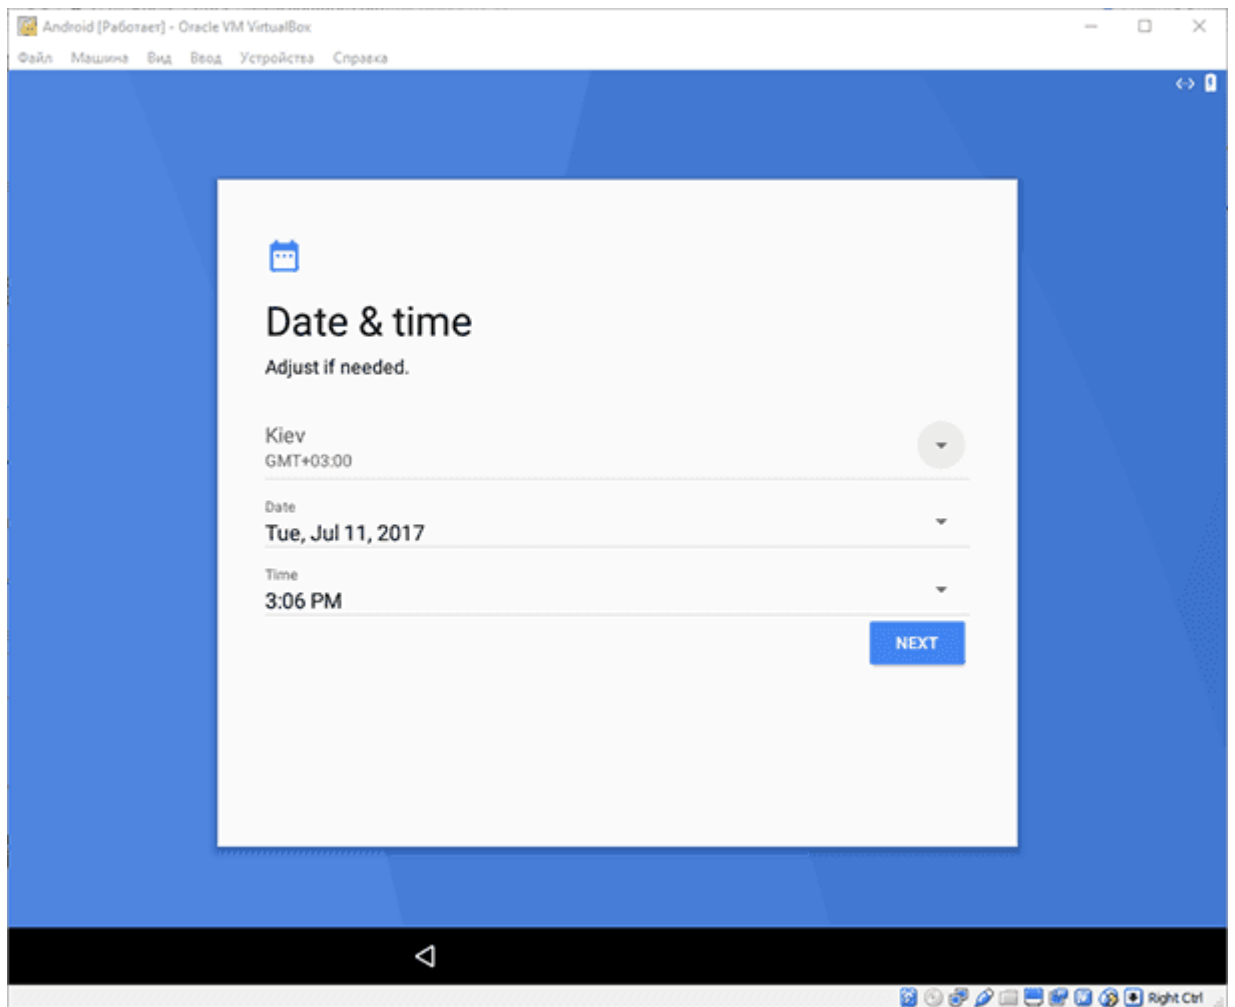 Android [Работает] - Oracle VM VirtualBox
Файл Машина Вид Ввод Устройства Справка
Date & time
Adjust if needed.
Kiev
GMT+03:00
Date
Tue, Jul 11, 2017
Time
3:06 PM
NEXT
Right Ctrl